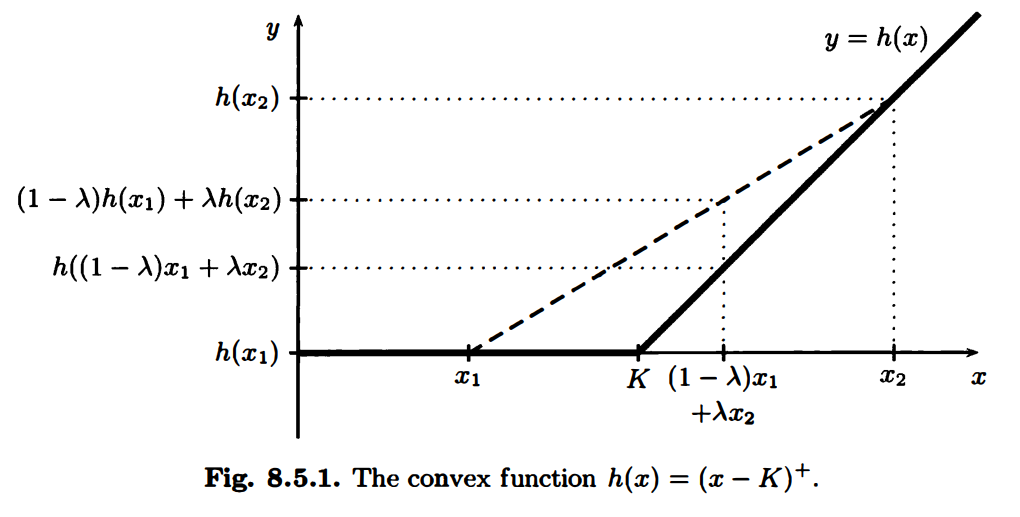 y
y = h(x)
h(x₂)
(1 − λ)h(x₁) + λh(x₂)
h((1 − λ)x₁ + λx₂)
h(x₁)
x₁
K
(1 − λ)x₁
+λx₂
x₂
x
Fig. 8.5.1. The convex function h(x) = (x − K)⁺.